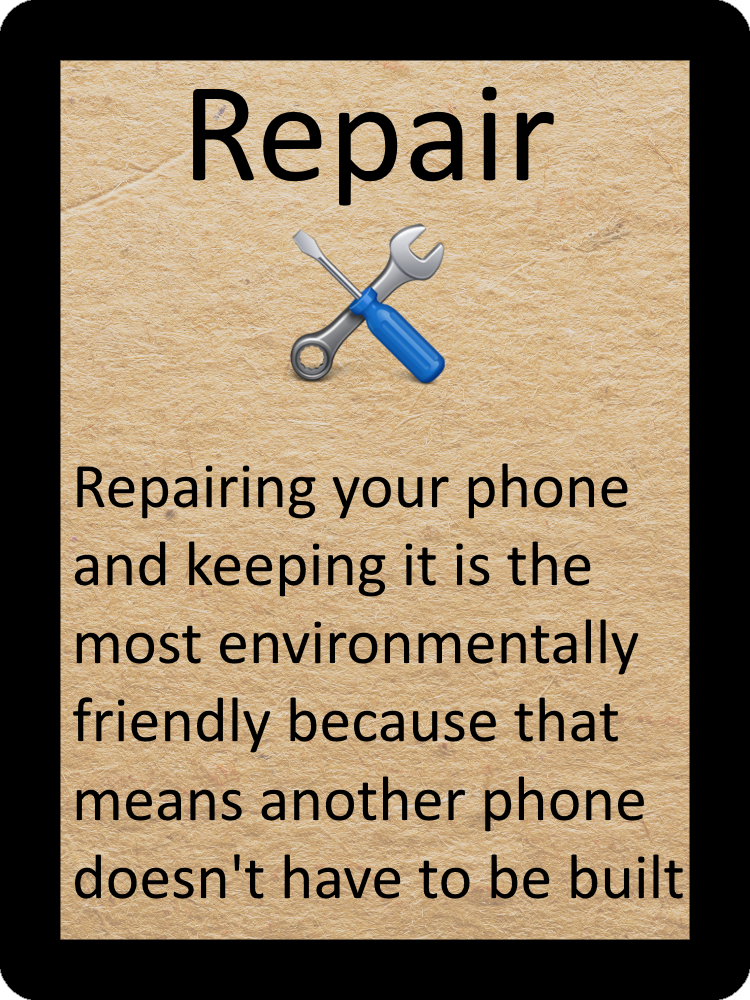 Repair
Repairing your phone
and keeping it is the
most environmentally
friendly because that
means another phone
doesn't have to be built